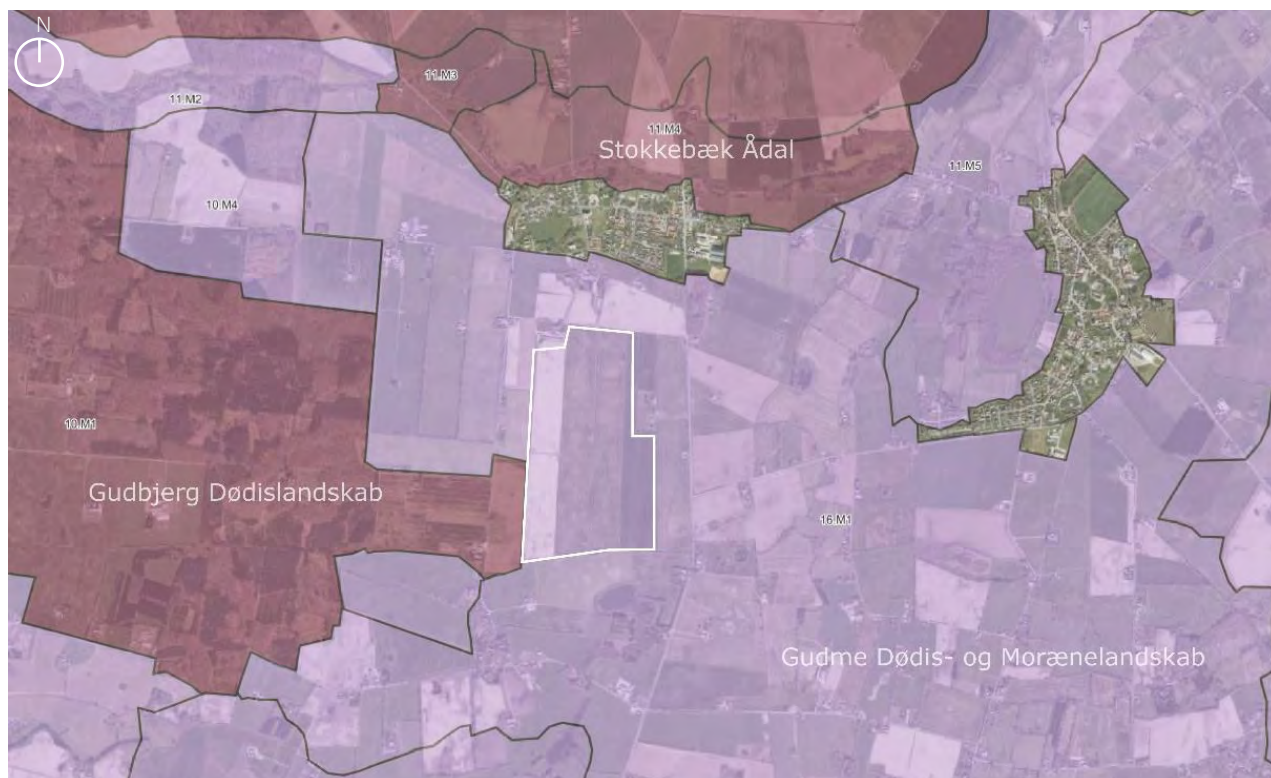 N
11.M3
11.M2
11.M4
Stokkebæk Ådal
11.M5
10.M4
10.M1
Gudbjerg Dødislandskab
16.M1
Gudme Dødis- og Morænelandskab